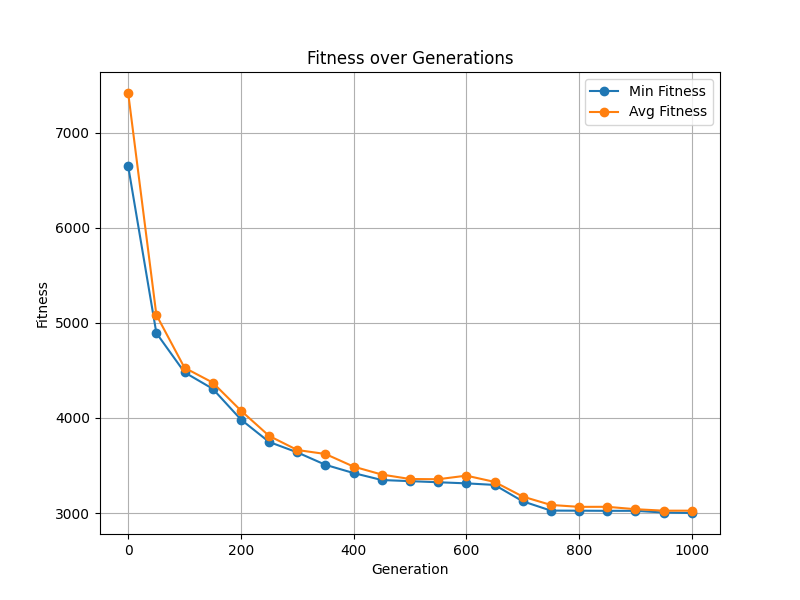 Fitness over Generations
Min Fitness
Avg Fitness
7000
6000
5000
4000
3000
Fitness
0 200 400 600 800 1000
Generation